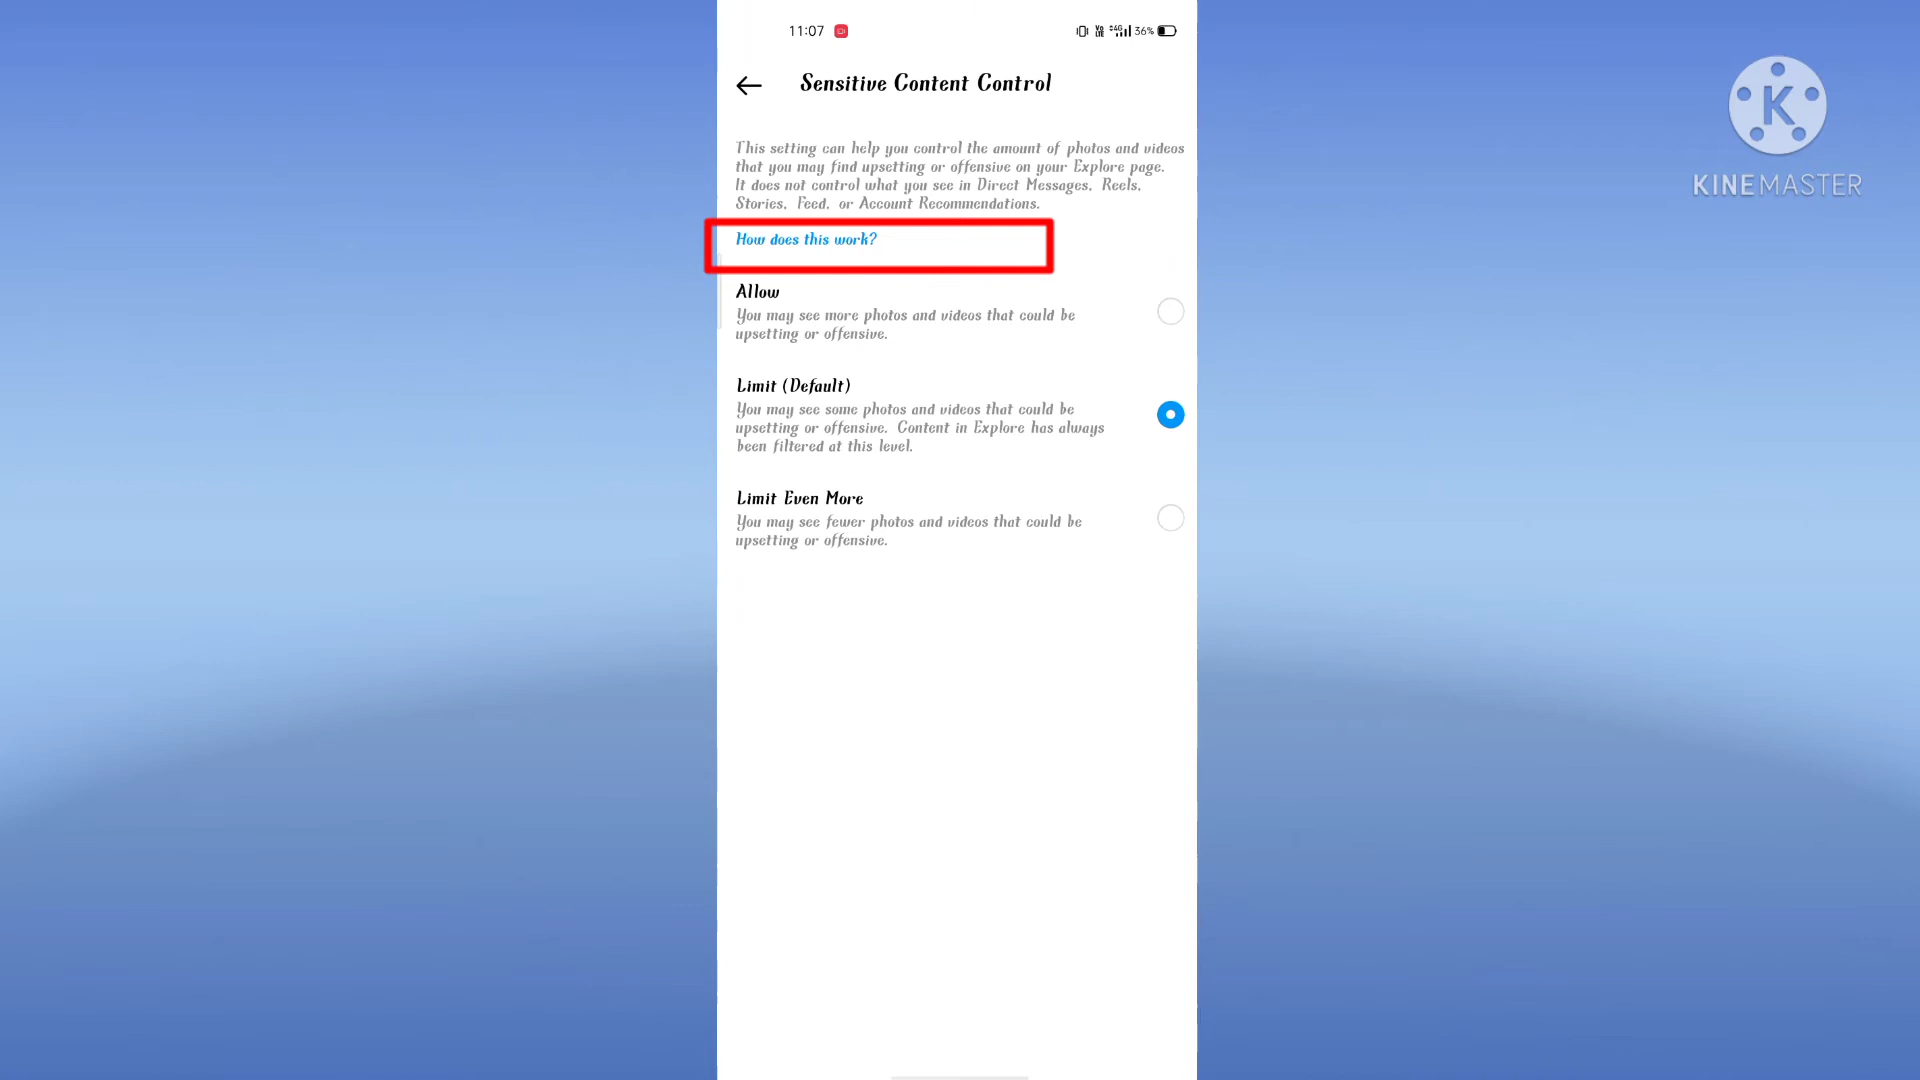 11:07
36%
KINEMASTER
Sensitive Content Control
This setting can help you control the amount of photos and videos
that you may find upsetting or offensive on your Explore page.
It does not control what you see in Direct Messages, Reels,
Stories, Feed, or Account Recommendations.
How does this work?
Allow
You may see more photos and videos that could be
upsetting or offensive.
Limit (Default)
You may see some photos and videos that could be
upsetting or offensive. Content in Explore has always
been filtered at this level.
Limit Even More
You may see fewer photos and videos that could be
upsetting or offensive.